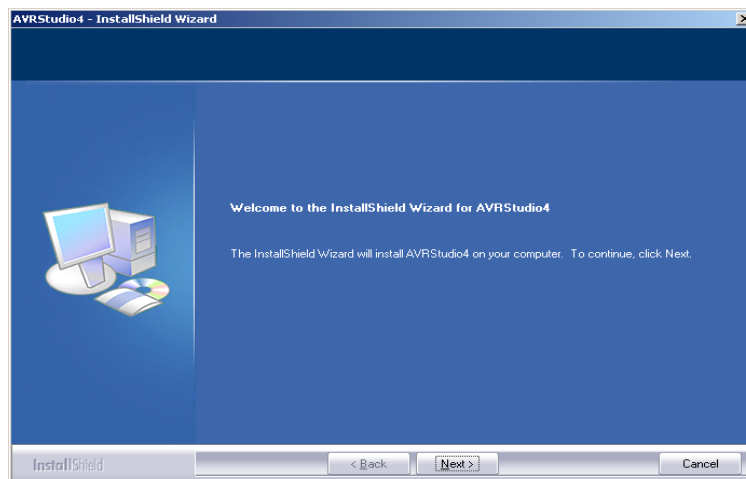 AVRStudio4 - InstallShield Wizard
Welcome to the InstallShield Wizard for AVRStudio4
The InstallShield Wizard will install AVRStudio4 on your computer. To continue, click Next.
InstallShield
< Back Next > Cancel